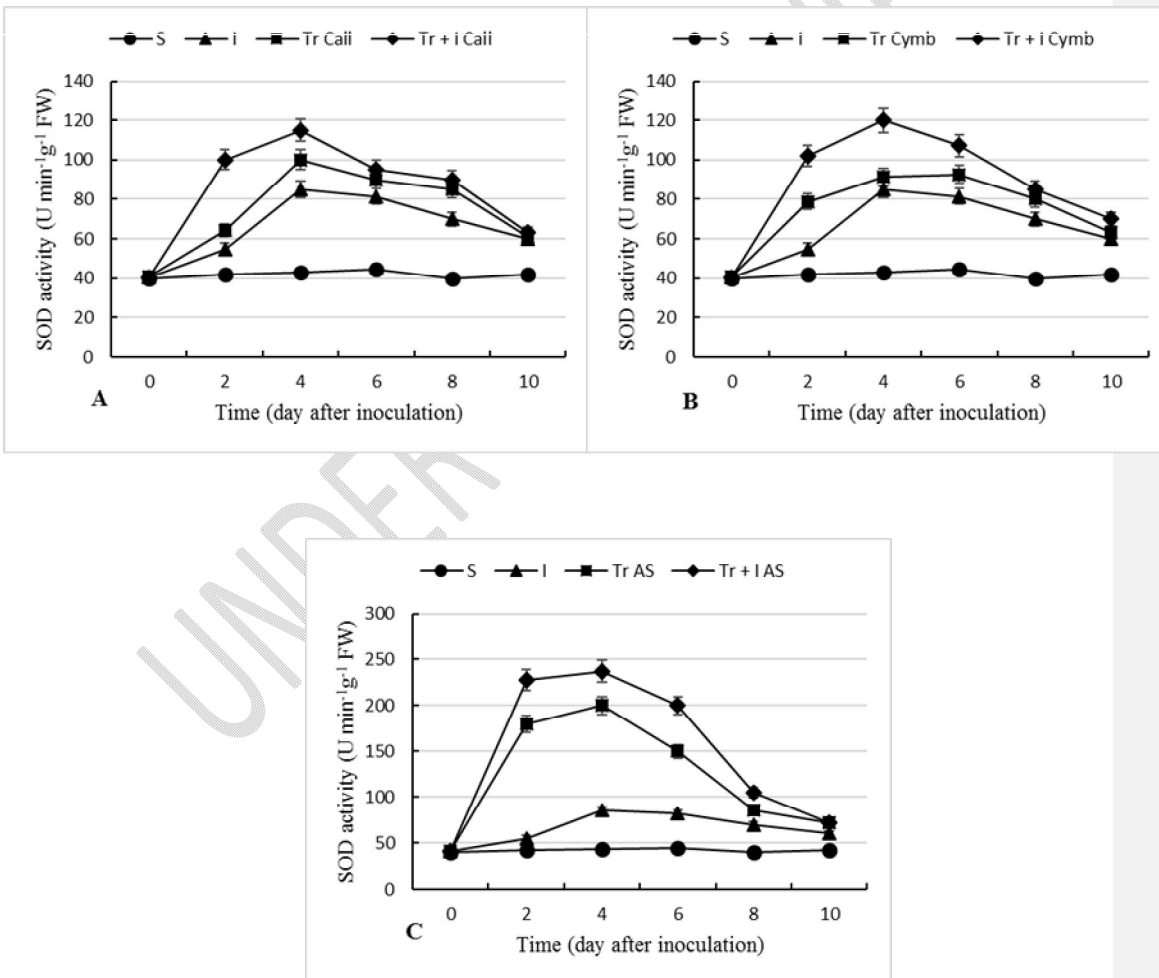 S i Tr Caii Tr + i Caii
140
120
100
80
60
40
20
0
0 2 4 6 8 10
SOD activity (U min⁻¹g⁻¹ FW)
Time (day after inoculation)
A
S i Tr Cymb Tr + i Cymb
140
120
100
80
60
40
20
0
0 2 4 6 8 10
SOD activity (U min⁻¹g⁻¹ FW)
Time (day after inoculation)
B
UNDER
S I Tr AS Tr + I AS
300
250
200
150
100
50
0
0 2 4 6 8 10
SOD activity (U min⁻¹g⁻¹ FW)
Time (day after inoculation)
C